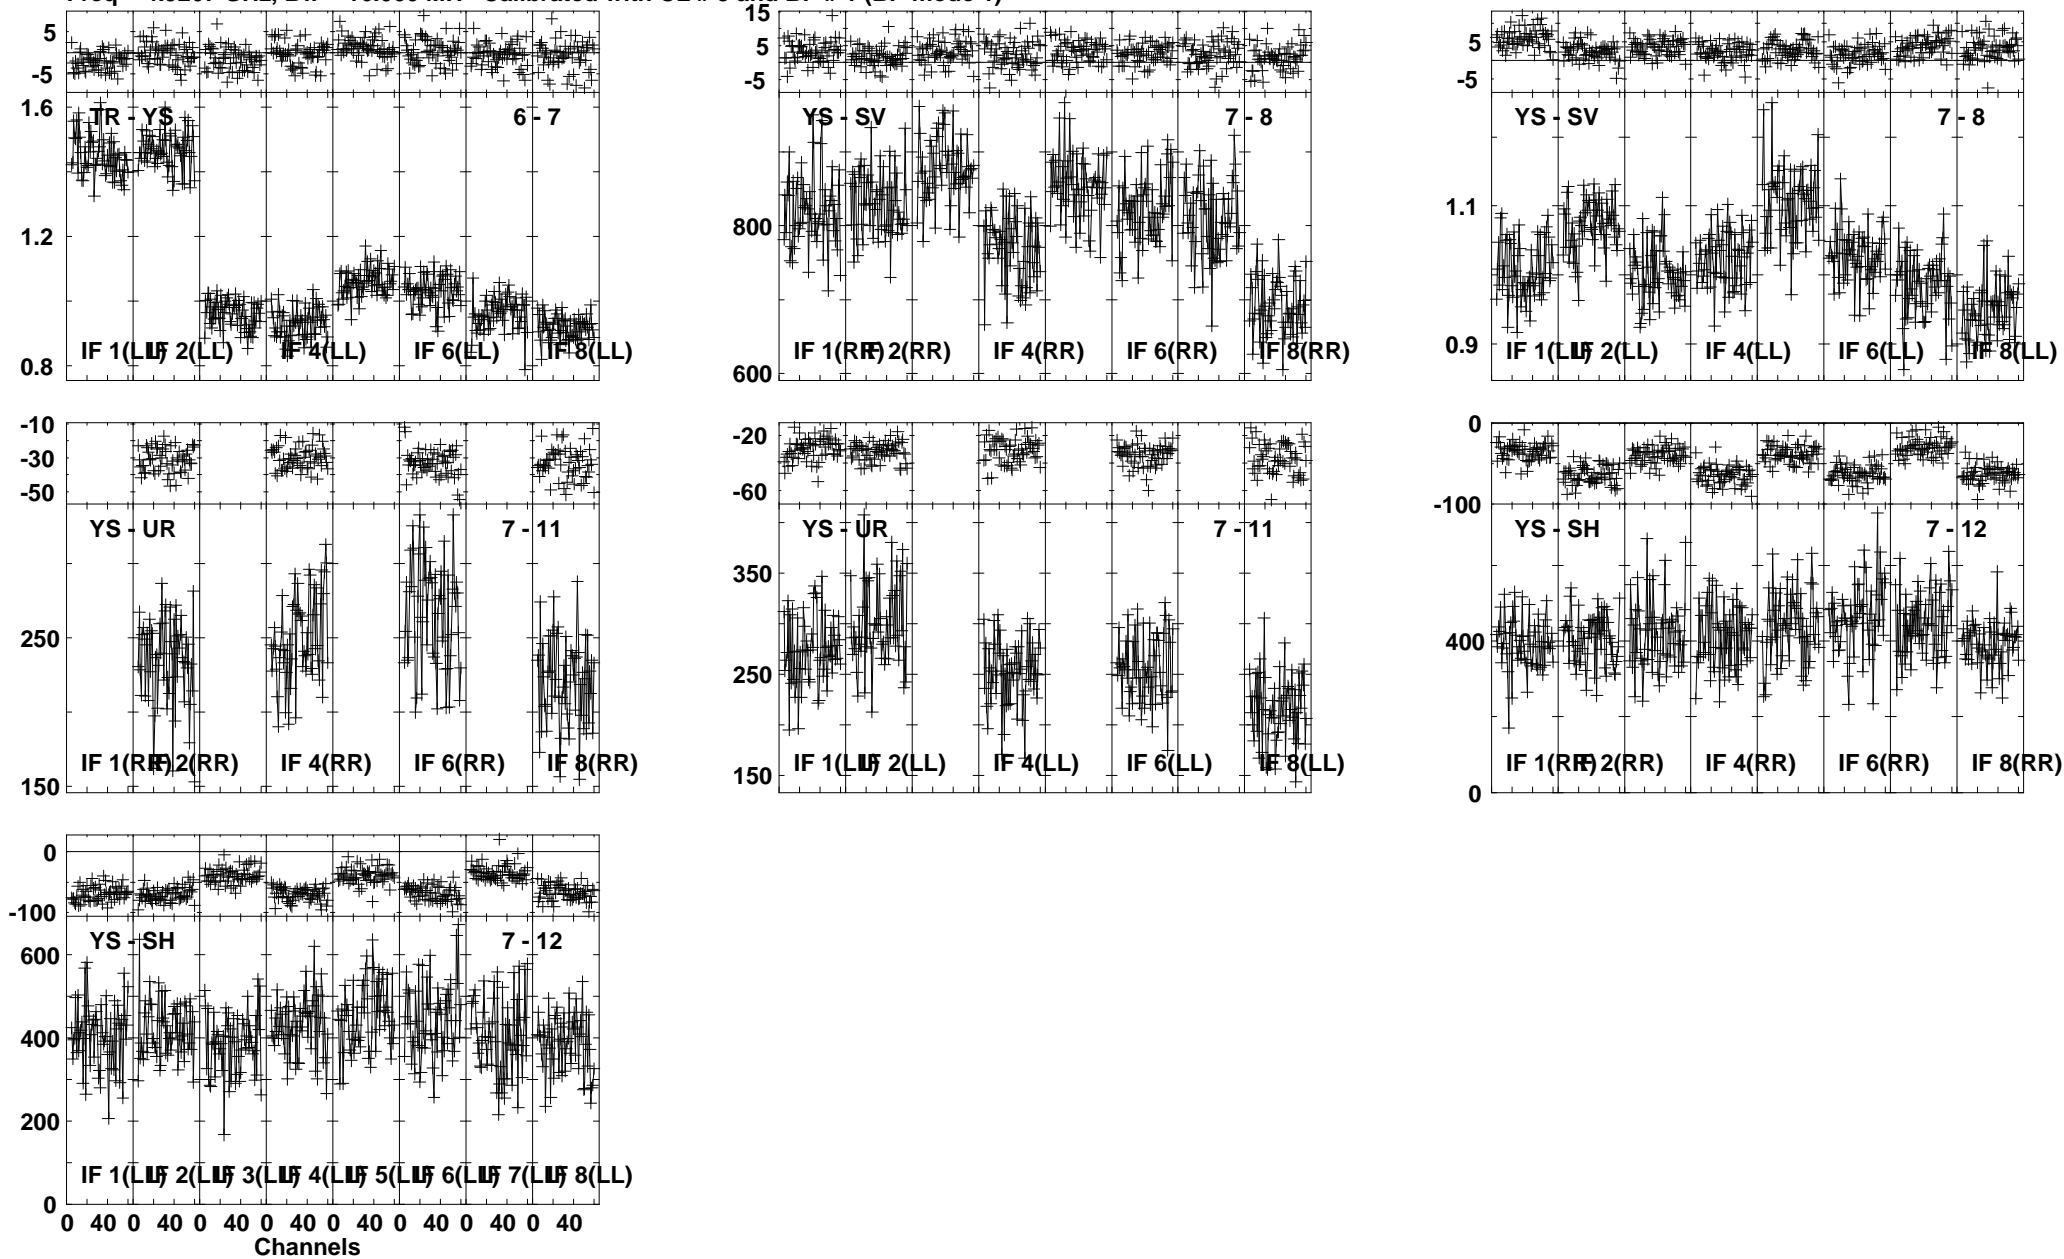 5
-5
1.6
1.2
0.8
TR - YS
6 - 7
IF 1(LL)
IF 2(LL)
IF 4(LL)
IF 6(LL)
IF 8(LL)
15
5
-5
800
600
YS - SV
7 - 8
IF 1(RR)
IF 2(RR)
IF 4(RR)
IF 6(RR)
IF 8(RR)
5
-5
1.1
0.9
YS - SV
7 - 8
IF 1(LL)
IF 2(LL)
IF 4(LL)
IF 6(LL)
IF 8(LL)
-10
-30
-50
250
150
YS - UR
7 - 11
IF 1(RR)
IF 2(RR)
IF 4(RR)
IF 6(RR)
IF 8(RR)
-20
-60
350
250
150
YS - UR
7 - 11
IF 1(LL)
IF 2(LL)
IF 4(LL)
IF 6(LL)
IF 8(LL)
0
-100
400
0
YS - SH
7 - 12
IF 1(RR)
IF 2(RR)
IF 4(RR)
IF 6(RR)
IF 8(RR)
0
-100
600
400
200
0
YS - SH
7 - 12
IF 1(LL)
IF 2(LL)
IF 3(LL)
IF 4(LL)
IF 5(LL)
IF 6(LL)
IF 7(LL)
IF 8(LL)
0 40 0 40 0 40 0 40 0 40 0 40 0 40 0 40
Channels